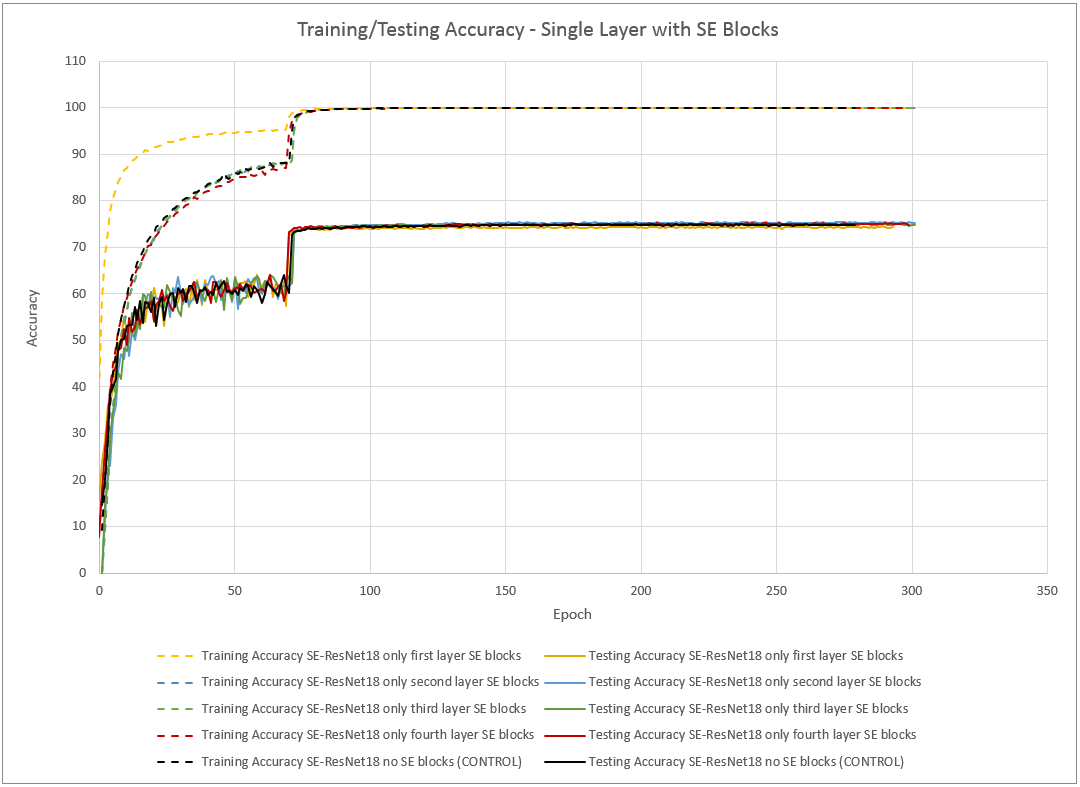 Training/Testing Accuracy - Single Layer with SE Blocks
110
100
90
80
70
60
50
40
30
20
10
0
Accuracy
0 50 100 150 200 250 300 350
Epoch
Training Accuracy SE-ResNet18 only first layer SE blocks Testing Accuracy SE-ResNet18 only first layer SE blocks
Training Accuracy SE-ResNet18 only second layer SE blocks Testing Accuracy SE-ResNet18 only second layer SE blocks
Training Accuracy SE-ResNet18 only third layer SE blocks Testing Accuracy SE-ResNet18 only third layer SE blocks
Training Accuracy SE-ResNet18 only fourth layer SE blocks Testing Accuracy SE-ResNet18 only fourth layer SE blocks
Training Accuracy SE-ResNet18 no SE blocks (CONTROL) Testing Accuracy SE-ResNet18 no SE blocks (CONTROL)